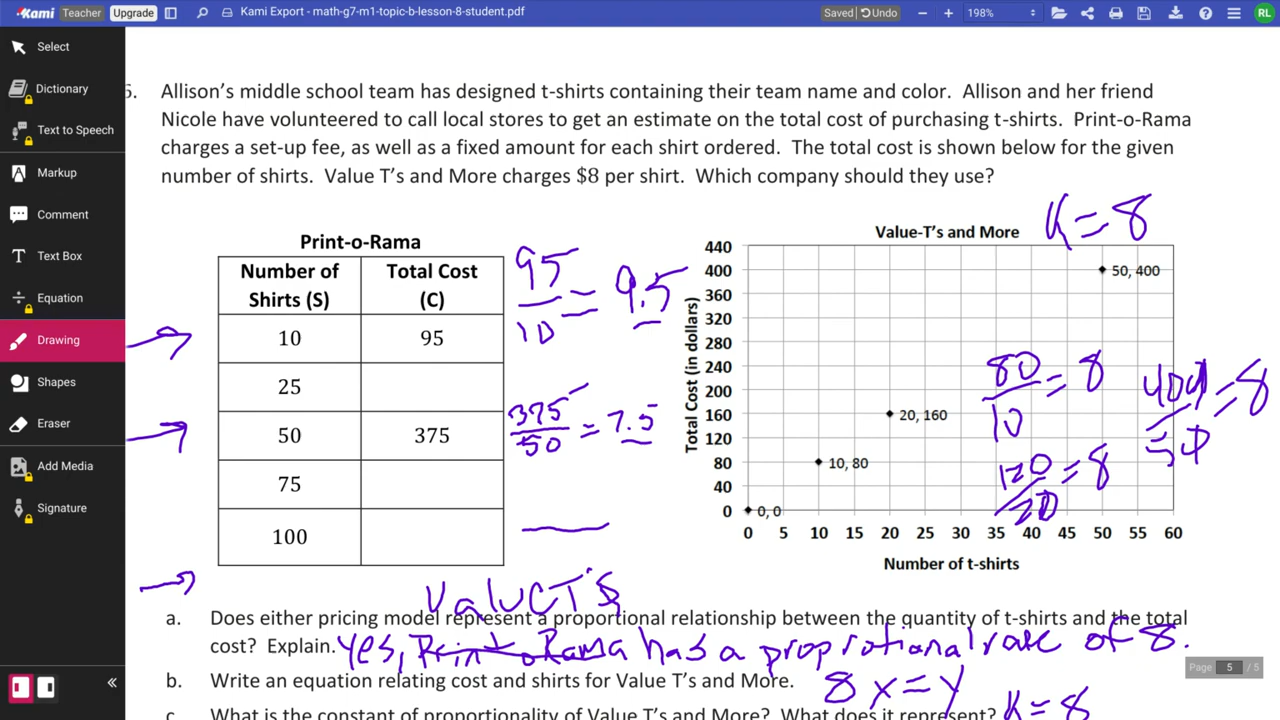 Kami Teacher Upgrade Kami Export - math-g7-m1-topic-b-lesson-8-student.pdf Saved Undo 198% RL
Select
Dictionary
Text to Speech
Markup
Comment
Text Box
Equation
Drawing
Shapes
Eraser
Add Media
Signature
6. Allison's middle school team has designed t-shirts containing their team name and color. Allison and her friend
Nicole have volunteered to call local stores to get an estimate on the total cost of purchasing t-shirts. Print-o-Rama
charges a set-up fee, as well as a fixed amount for each shirt ordered. The total cost is shown below for the given
number of shirts. Value T's and More charges $8 per shirt. Which company should they use?
Print-o-Rama
Number of Shirts (S) Total Cost (C)
10 95
25
50 375
75
100
95/10 = 9.5
375/50 = 7.5
Value-T's and More
K = 8
Total Cost (in dollars)
440
400
360
320
280
240
200
160
120
80
40
0
50, 400
20, 160
10, 80
0, 0
80/10 = 8
= 8
= 8
0 5 10 15 20 25 30 35 40 45 50 55 60
Number of t-shirts
Value T's
a. Does either pricing model represent a proportional relationship between the quantity of t-shirts and the total
cost? Explain. yes, Print o Rama has a proprotional rate of 8.
b. Write an equation relating cost and shirts for Value T's and More. 8x = y
c. What is the constant of proportionality of Value T's and More? What does it represent? K = 8
Page 5 / 5